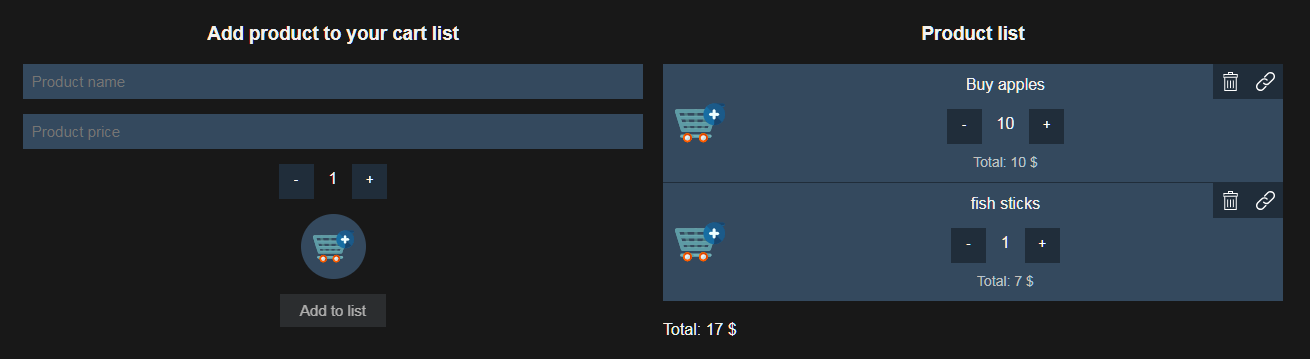 Add product to your cart list
Product name
Product price
- 1 +
Add to list
Product list
Buy apples
- 10 +
Total: 10 $
fish sticks
- 1 +
Total: 7 $
Total: 17 $